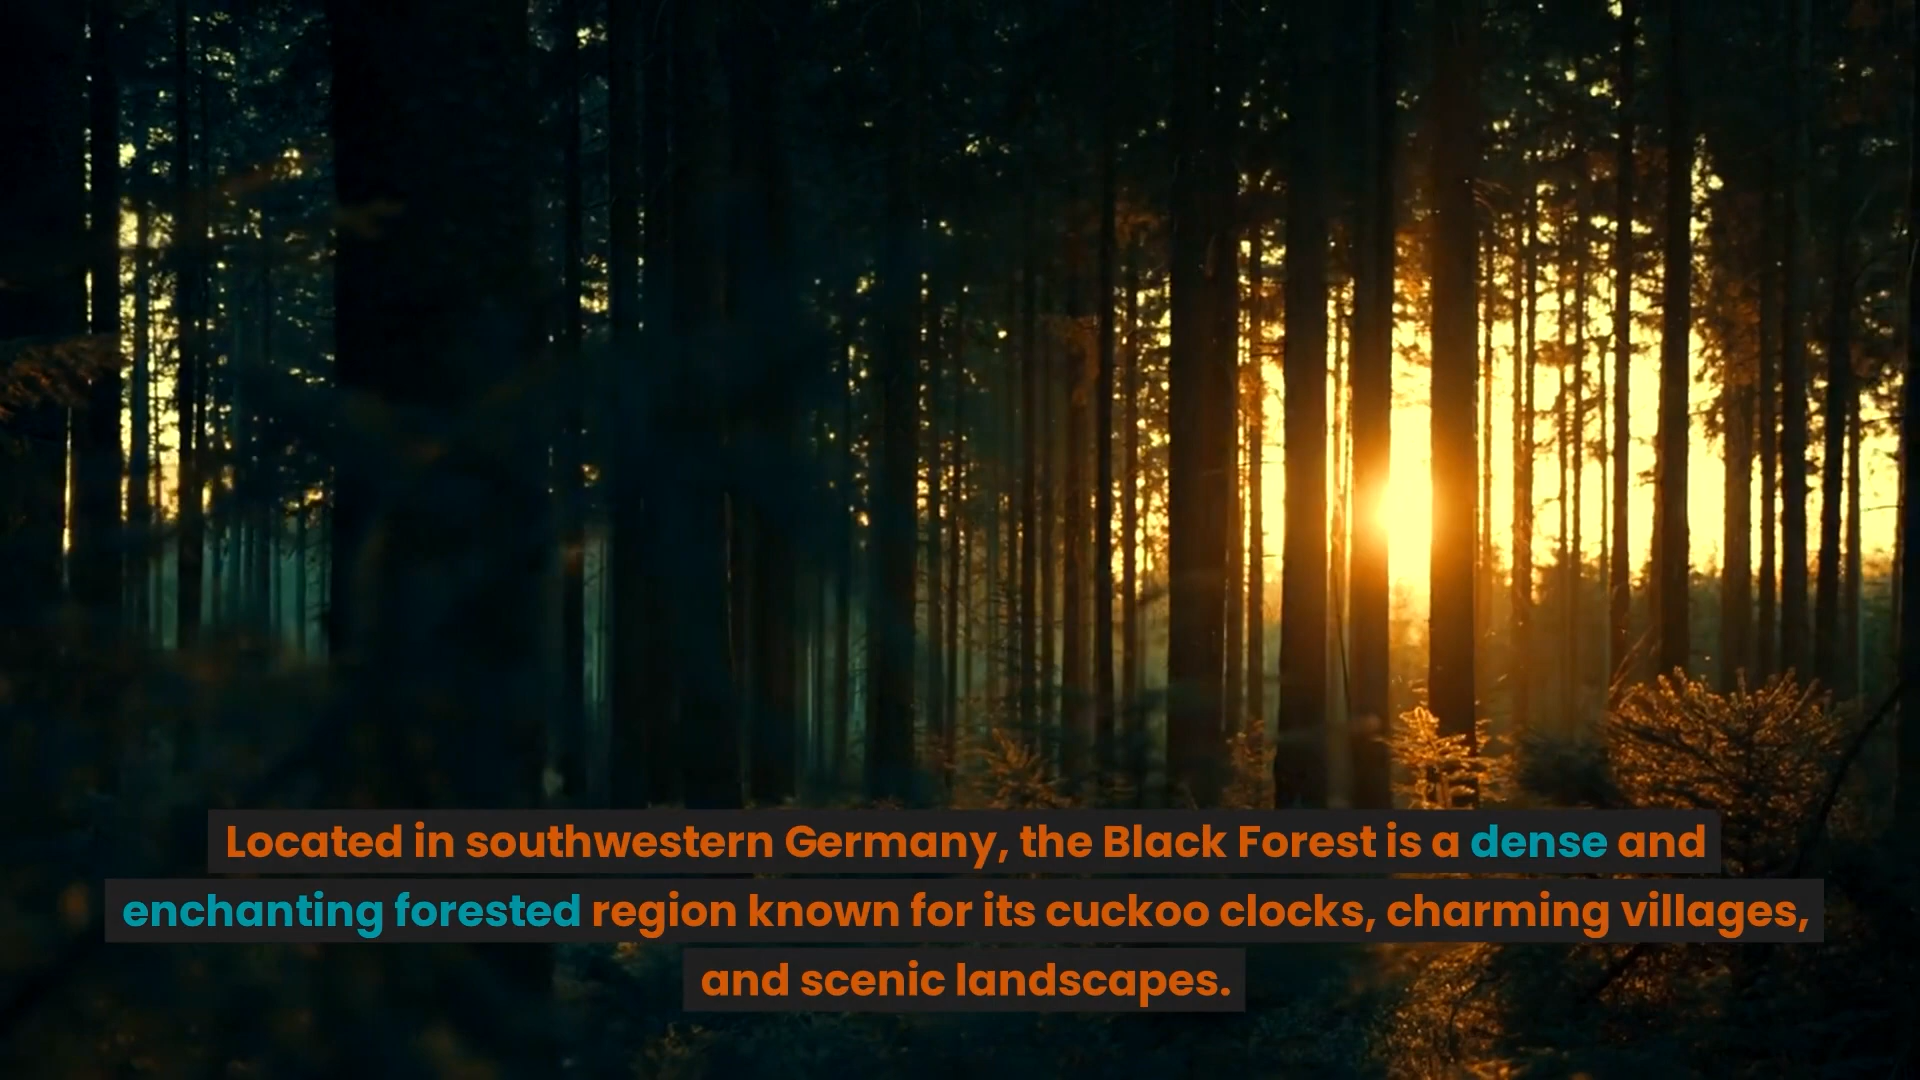 Located in southwestern Germany, the Black Forest is a dense and
enchanting forested region known for its cuckoo clocks, charming villages,
and scenic landscapes.